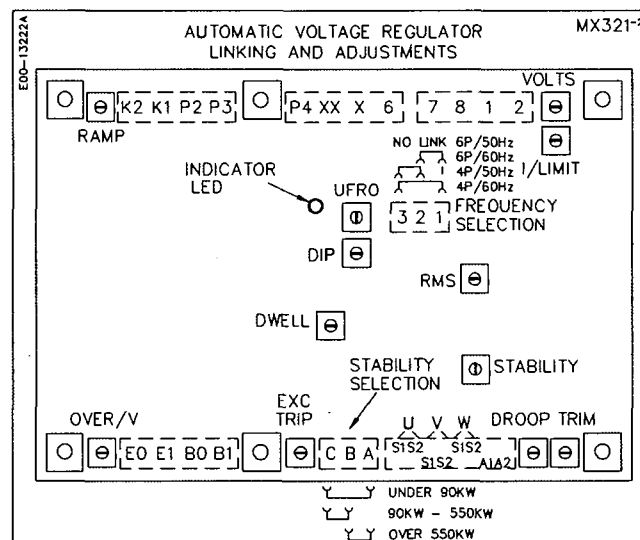 E00-13222A
AUTOMATIC VOLTAGE REGULATOR
LINKING AND ADJUSTMENTS
MX321-2
VOLTS
K2 K1 P2 P3
P4 XX X 6
7 8 1 2
RAMP
NO LINK 6P/50Hz
6P/60Hz
4P/50Hz
4P/60Hz
I/LIMIT
INDICATOR
LED
UFRO
3 2 1
FREQUENCY
SELECTION
DIP
RMS
DWELL
STABILITY
SELECTION
STABILITY
OVER/V
EXC
TRIP
U V W
DROOP TRIM
E0 E1 B0 B1
C B A
S1S2 S1S2
S1S2 A1A2
UNDER 90KW
90KW - 550KW
OVER 550KW